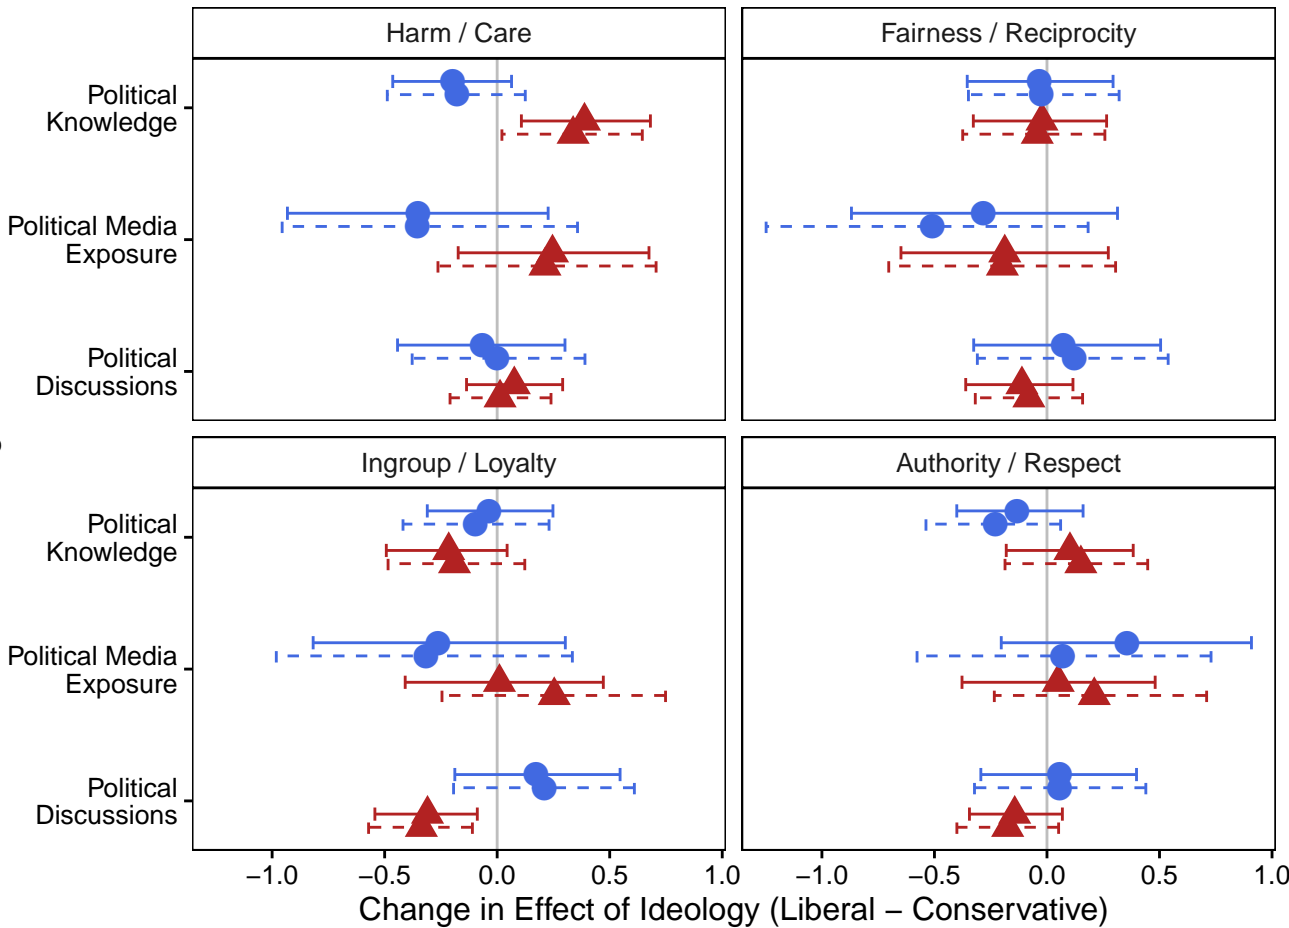 Harm / Care
Fairness / Reciprocity
Political
Knowledge
Political Media
Exposure
Political
Discussions
Ingroup / Loyalty
Authority / Respect
Political
Knowledge
Political Media
Exposure
Political
Discussions
−1.0 −0.5 0.0 0.5 1.0 −1.0 −0.5 0.0 0.5 1.0
Change in Effect of Ideology (Liberal − Conservative)